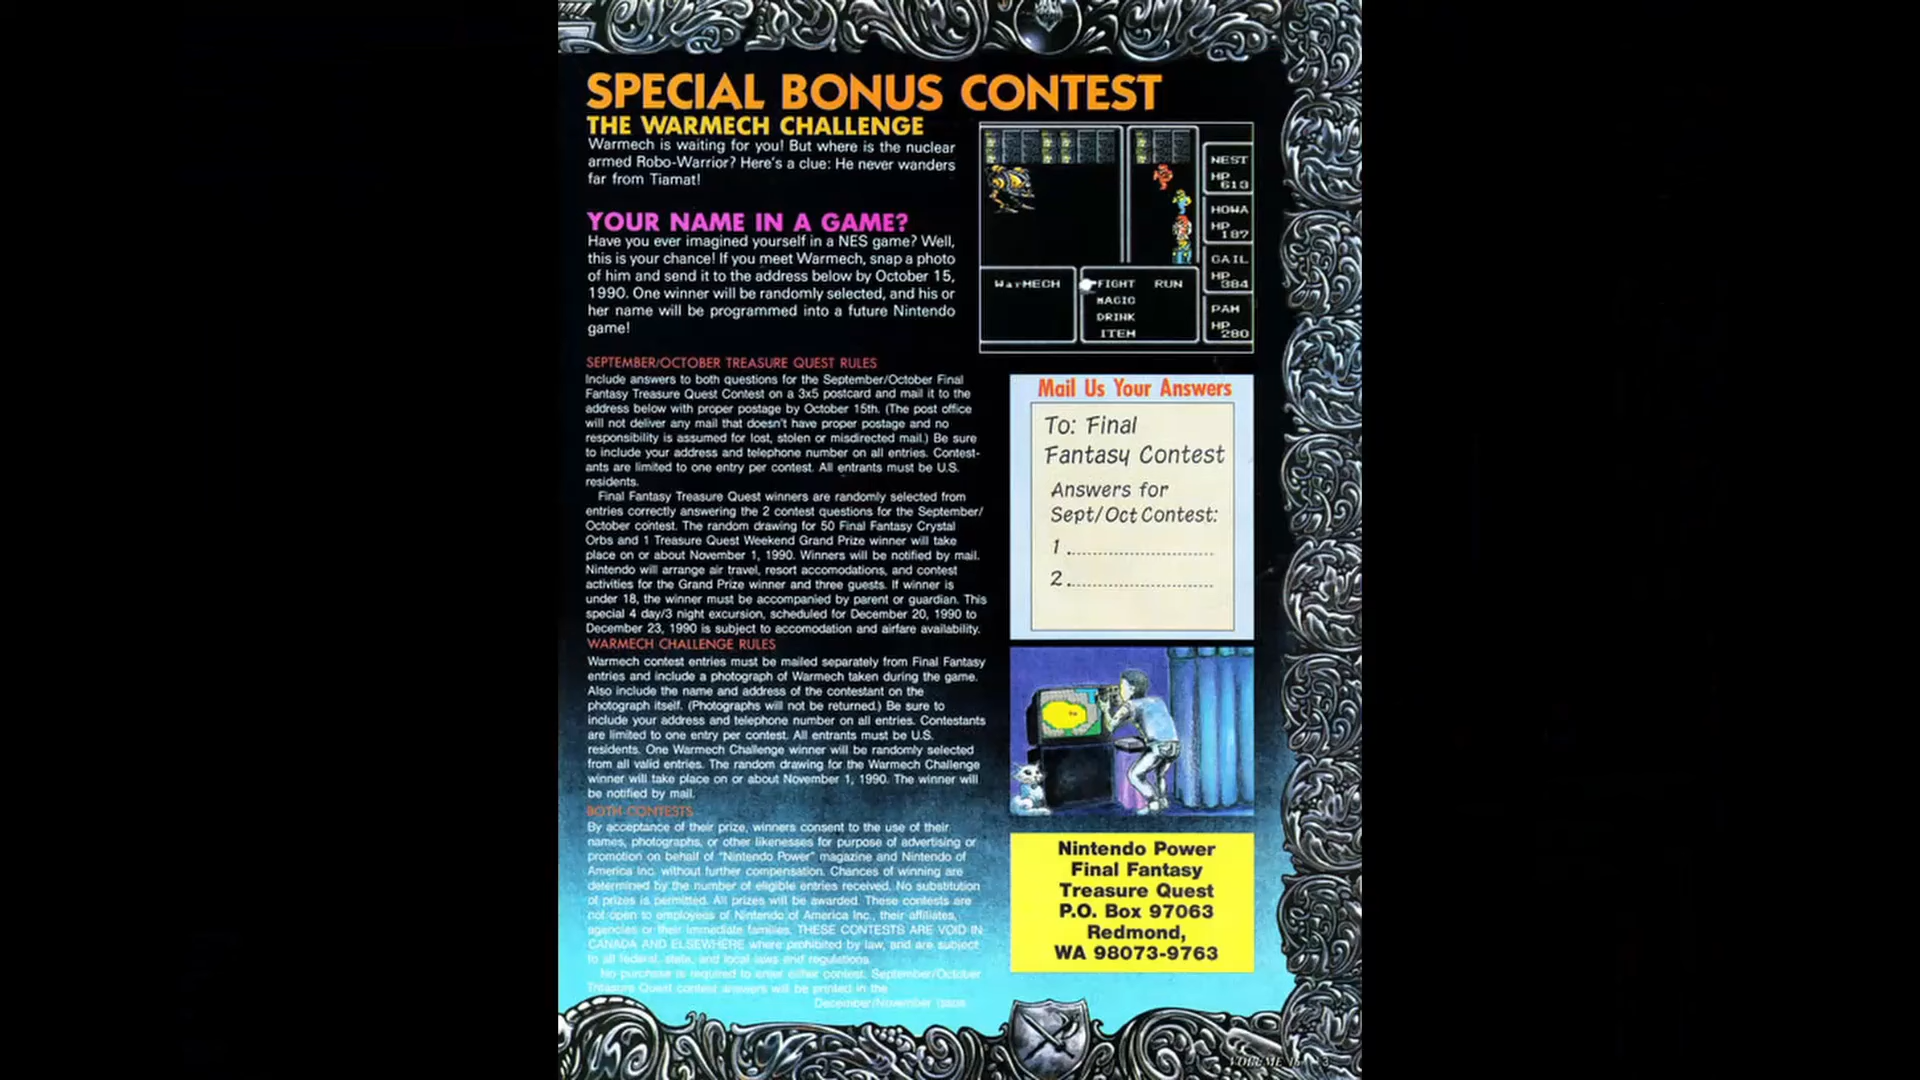 SPECIAL BONUS CONTEST
THE WARMECH CHALLENGE
Warmech is waiting for you! But where is the nuclear
armed Robo-Warrior? Here's a clue: He never wanders
far from Tiamat!
YOUR NAME IN A GAME?
Have you ever imagined yourself in a NES game? Well,
this is your chance! If you meet Warmech, snap a photo
of him and send it to the address below by October 15,
1990. One winner will be randomly selected, and his or
her name will be programmed into a future Nintendo
game!
NEST
HP
613
HOWA
HP
187
GAIL
HP
384
PAM
HP
280
WarMECH
FIGHT RUN
MAGIC
DRINK
ITEM
SEPTEMBER/OCTOBER TREASURE QUEST RULES
Include answers to both questions for the September/October Final
Fantasy Treasure Quest Contest on a 3x5 postcard and mail it to the
address below with proper postage by October 15th. (The post office
will not deliver any mail that doesn't have proper postage and no
responsibility is assumed for lost, stolen or misdirected mail.) Be sure
to include your address and telephone number on all entries. Contest-
ants are limited to one entry per contest. All entrants must be U.S.
residents.
Final Fantasy Treasure Quest winners are randomly selected from
entries correctly answering the 2 contest questions for the September/
October contest. The random drawing for 50 Final Fantasy Crystal
Orbs and 1 Treasure Quest Weekend Grand Prize winner will take
place on or about November 1, 1990. Winners will be notified by mail.
Nintendo will arrange air travel, resort accomodations, and contest
activities for the Grand Prize winner and three guests. If winner is
under 18, the winner must be accompanied by parent or guardian. This
special 4 day/3 night excursion, scheduled for December 20, 1990 to
December 23, 1990 is subject to accomodation and airfare availability.
WARMECH CHALLENGE RULES
Warmech contest entries must be mailed separately from Final Fantasy
entries and include a photograph of Warmech taken during the game.
Also include the name and address of the contestant on the
photograph itself. (Photographs will not be returned.) Be sure to
include your address and telephone number on all entries. Contestants
are limited to one entry per contest. All entrants must be U.S.
residents. One Warmech Challenge winner will be randomly selected
from all valid entries. The random drawing for the Warmech Challenge
winner will take place on or about November 1, 1990. The winner will
be notified by mail.
BOTH CONTESTS
By acceptance of their prize, winners consent to the use of their
names, photographs, or other likenesses for purpose of advertising or
promotion on behalf of "Nintendo Power" magazine and Nintendo of
America Inc. without further compensation. Chances of winning are
determined by the number of eligible entries received. No substitution
of prizes is permitted. All prizes will be awarded. These contests are
not open to employees of Nintendo of America Inc., their affiliates,
agencies or their immediate families. THESE CONTESTS ARE VOID IN
CANADA AND ELSEWHERE where prohibited by law, and are subject
to all federal, state, and local laws and regulations.
No purchase is required to enter either contest. September/October
Treasure Quest contest answers will be printed in the
December/November issue.
Mail Us Your Answers
To: Final
Fantasy Contest
Answers for
Sept/Oct Contest:
1.
2.
Nintendo Power
Final Fantasy
Treasure Quest
P.O. Box 97063
Redmond,
WA 98073-9763
VOLUME